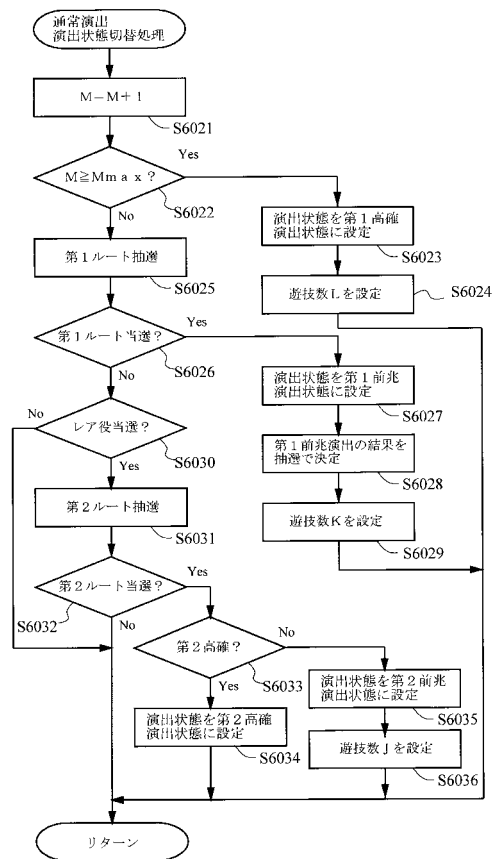 通常演出
演出状態切替処理
M=M+1
S6021
M≧Mmax?
Yes
S6022
No
演出状態を第1高確
演出状態に設定
S6023
第1ルート抽選
S6025
遊技数Lを設定
S6024
第1ルート当選?
Yes
S6026
No
演出状態を第1前兆
演出状態に設定
S6027
No
レア役当選?
S6030
Yes
第1前兆演出の結果を
抽選で決定
S6028
第2ルート抽選
S6031
遊技数Kを設定
S6029
第2ルート当選?
Yes
S6032
No
第2高確?
No
S6033
Yes
演出状態を第2前兆
演出状態に設定
S6035
演出状態を第2高確
演出状態に設定
S6034
遊技数Jを設定
S6036
リターン